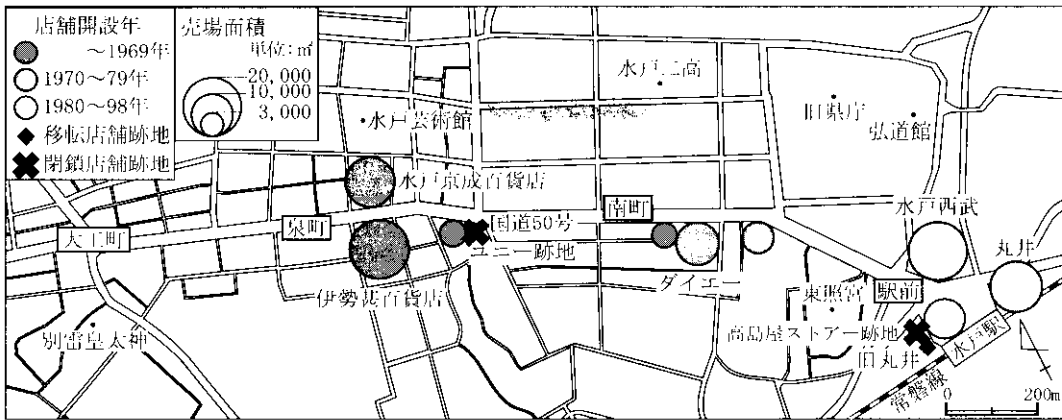 店舗開設年
～1969年
1970～79年
1980～98年
移転店舗跡地
閉鎖店舗跡地
売場面積
単位：㎡
20,000
10,000
3,000
水戸二高
旧県庁
弘道館
水戸芸術館
水戸京成百貨店
大工町
泉町
国道50号
ユニー跡地
南町
水戸西武
丸井
ダイエー
伊勢甚百貨店
東照宮
駅前
別雷皇太神
高島屋ストアー跡地
旧丸井
水戸駅
常磐線
0
200m